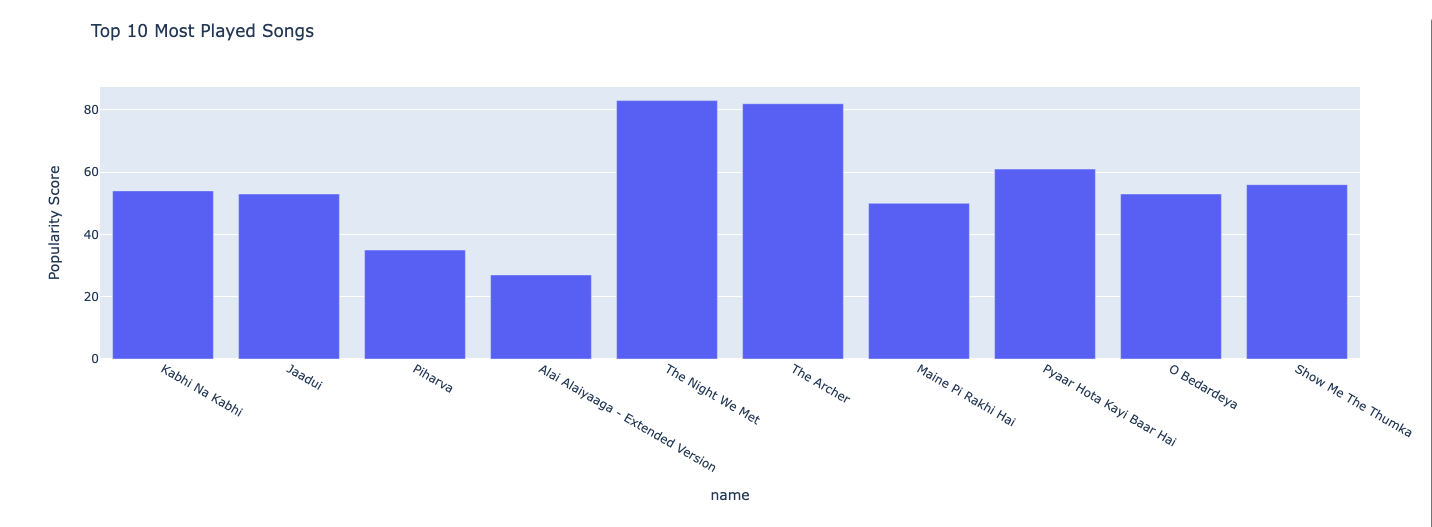 Top 10 Most Played Songs
80
60
40
20
0
Popularity Score
Kabhi Na Kabhi
Jaadui
Piharva
Alai Alaiyaaga - Extended Version
The Night We Met
The Archer
Maine Pi Rakhi Hai
Pyaar Hota Kayi Baar Hai
O Bedardeya
Show Me The Thumka
name